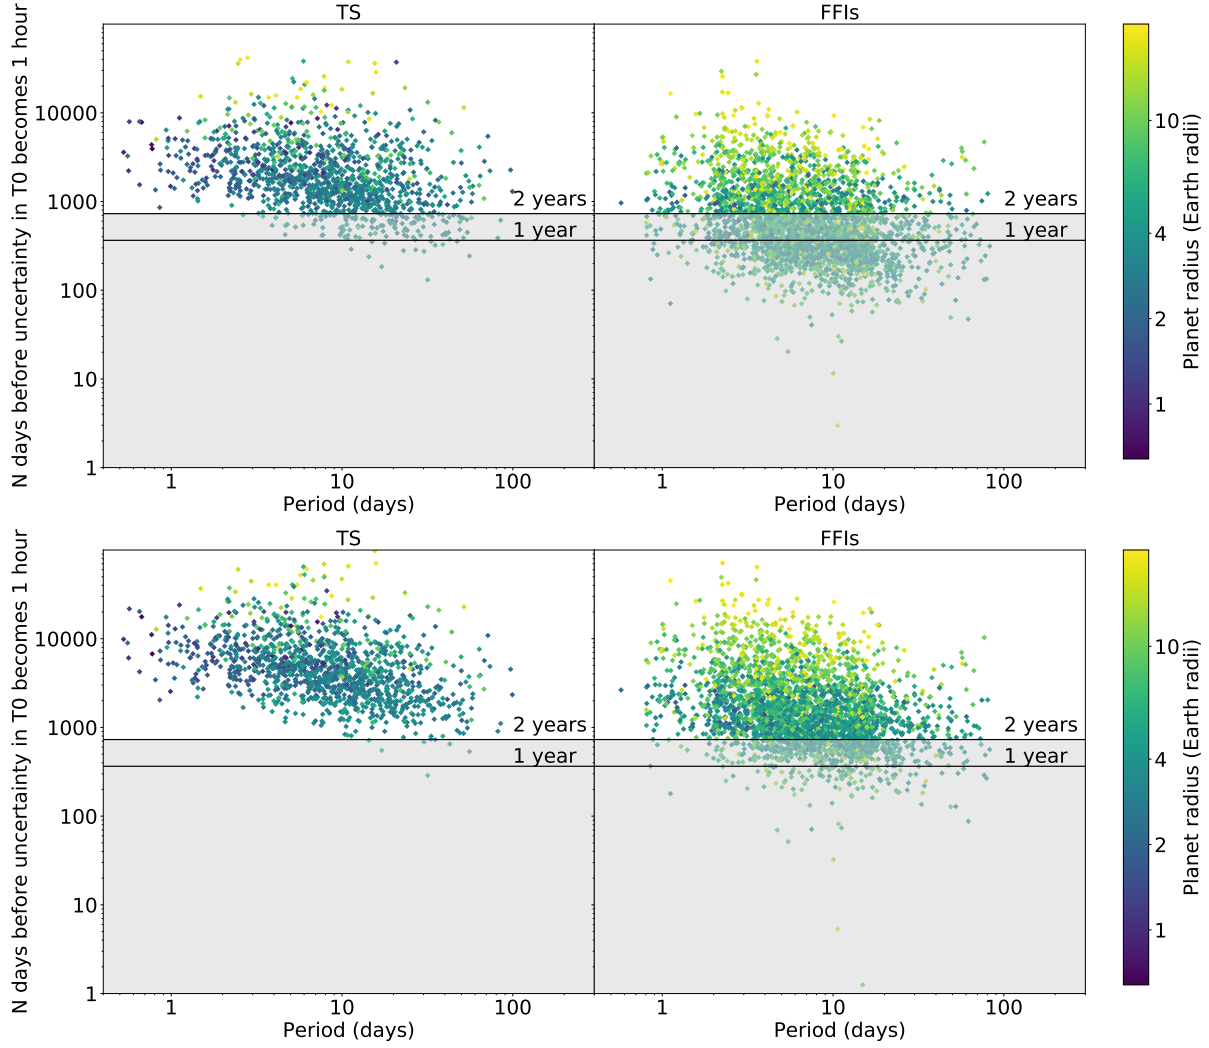 TS
FFIs
N days before uncertainty in T0 becomes 1 hour
10000
1000
100
10
1
2 years
1 year
2 years
1 year
1
10
100
1
10
100
Period (days)
Period (days)
10
4
2
1
Planet radius (Earth radii)
TS
FFIs
N days before uncertainty in T0 becomes 1 hour
10000
1000
100
10
1
2 years
1 year
2 years
1 year
1
10
100
1
10
100
Period (days)
Period (days)
10
4
2
1
Planet radius (Earth radii)